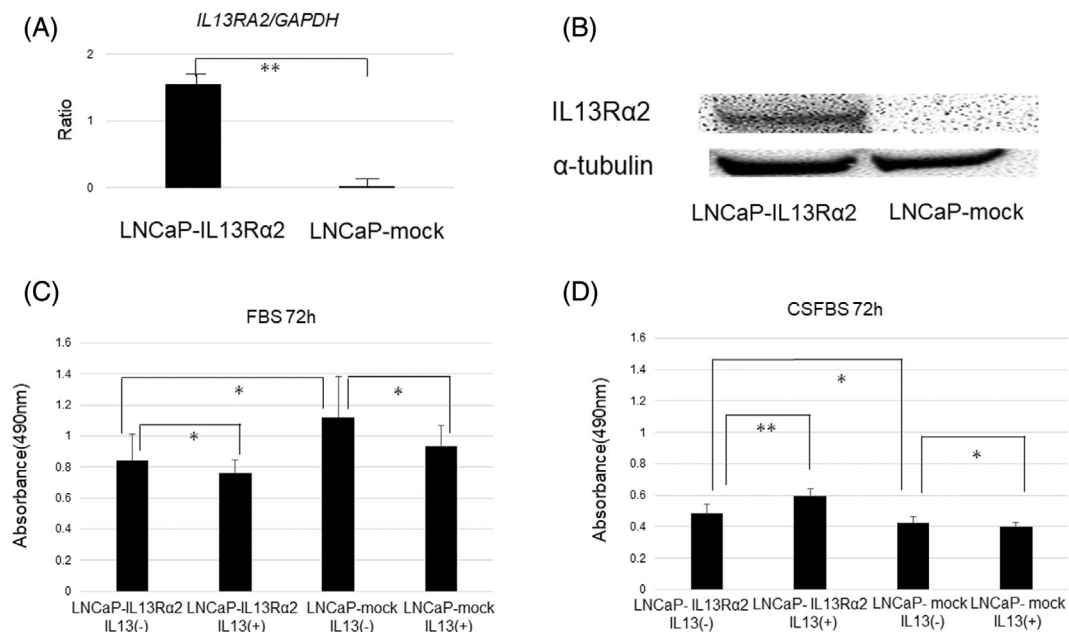 (A)
IL13RA2/GAPDH
2
**
Ratio
1
0
LNCaP-IL13Rα2 LNCaP-mock
(B)
IL13Rα2
α-tubulin
LNCaP-IL13Rα2 LNCaP-mock
(C)
FBS 72h
1.6
1.4
*
*
1.2
1
*
0.8
0.6
0.4
0.2
0
Absorbance(490nm)
LNCaP-IL13Rα2 LNCaP-IL13Rα2 LNCaP-mock LNCaP-mock
IL13(-) IL13(+) IL13(-) IL13(+)
(D)
CSFBS 72h
1.6
1.4
*
1.2
1
**
*
0.8
0.6
0.4
0.2
0
Absorbance(490nm)
LNCaP- IL13Rα2 LNCaP- IL13Rα2 LNCaP- mock LNCaP- mock
IL13(-) IL13(+) IL13(-) IL13(+)